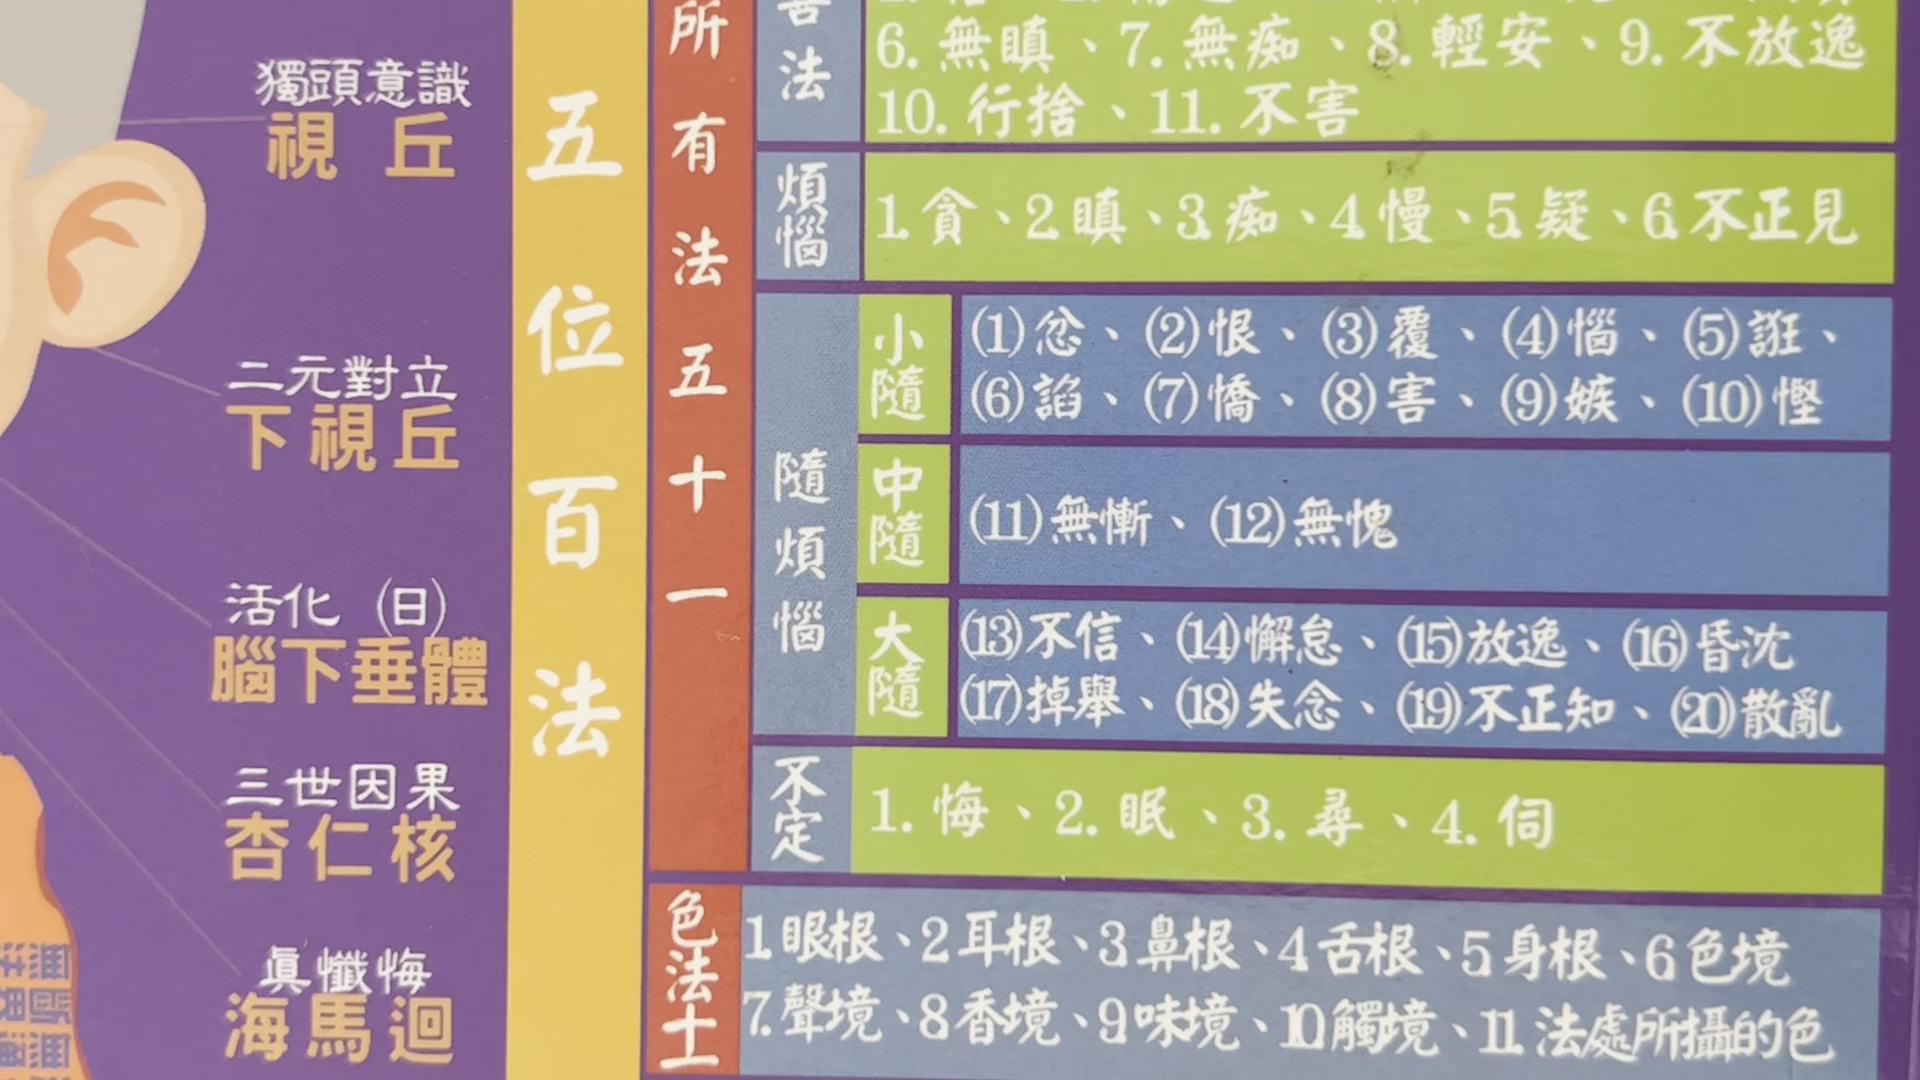 獨頭意識
視丘
二元對立
下視丘
活化（日）
腦下垂體
三世因果
杏仁核
眞懺悔
海馬迴
五位百法
所有法五十一
善法
6. 無瞋、7. 無痴、8. 輕安、9. 不放逸
10. 行捨、11. 不害
煩惱
1. 貪、2. 瞋、3. 痴、4. 慢、5. 疑、6. 不正見
隨煩惱
小隨
(1)忿、(2)恨、(3)覆、(4)惱、(5)誑、
(6)諂、(7)憍、(8)害、(9)嫉、(10)慳
中隨
(11)無慚、(12)無愧
大隨
(13)不信、(14)懈怠、(15)放逸、(16)昏沈
(17)掉舉、(18)失念、(19)不正知、(20)散亂
不定
1. 悔、2. 眠、3. 尋、4. 伺
色法十一
1眼根、2耳根、3鼻根、4舌根、5身根、6色境
7.聲境、8香境、9味境、10觸境、11.法處所攝的色